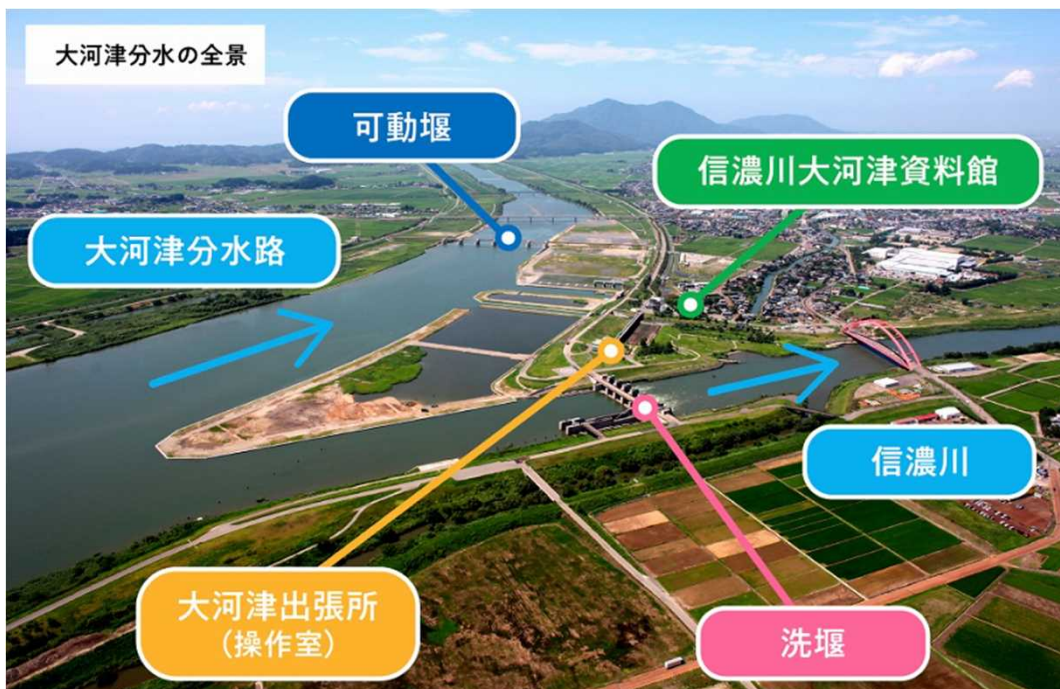 大河津分水の全景
可動堰
信濃川大河津資料館
大河津分水路
信濃川
大河津出張所
(操作室)
洗堰